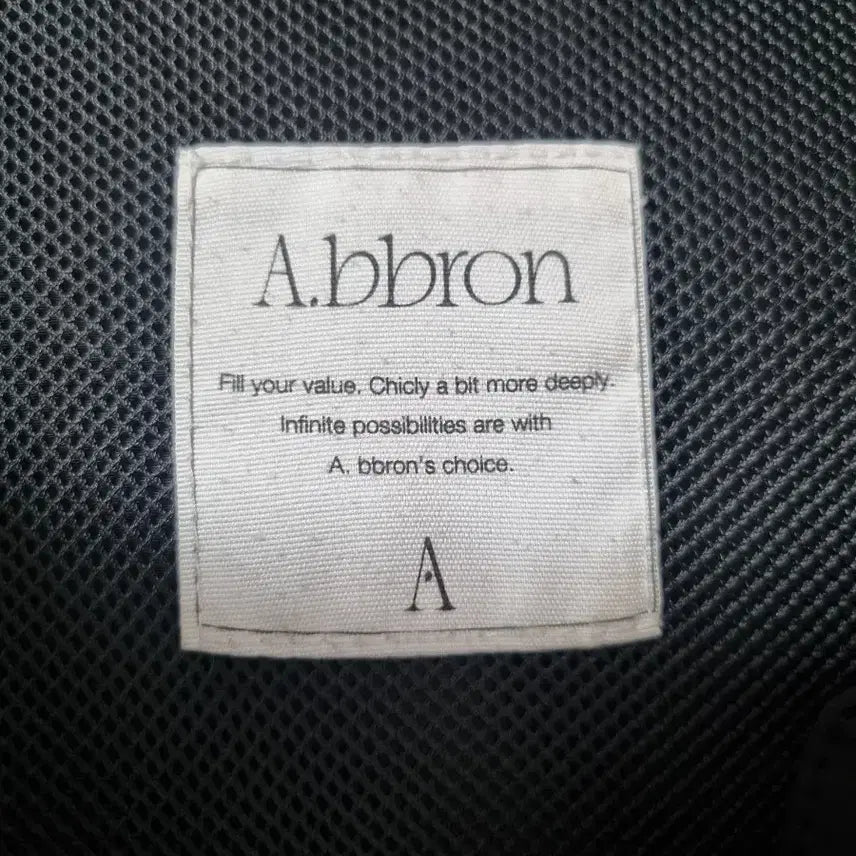 A.bbron
Fill your value. Chicly a bit more deeply.
Infinite possibilities are with
A. bbron's choice.
A